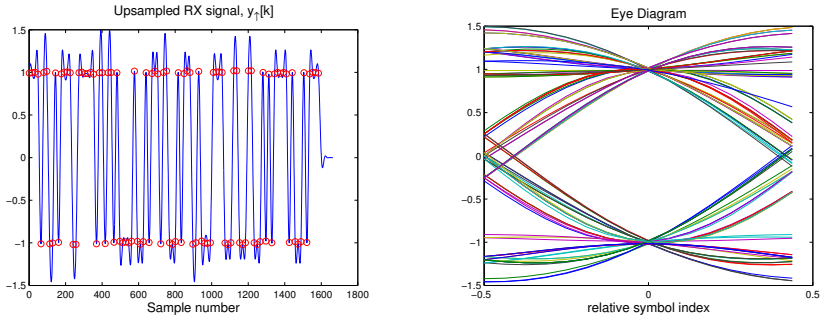 Upsampled RX signal, y↑[k]
1.5
1
0.5
0
−0.5
−1
−1.5
0 200 400 600 800 1000 1200 1400 1600 1800
Sample number
Eye Diagram
1.5
1
0.5
0
−0.5
−1
−1.5
−0.5 0 0.5
relative symbol index